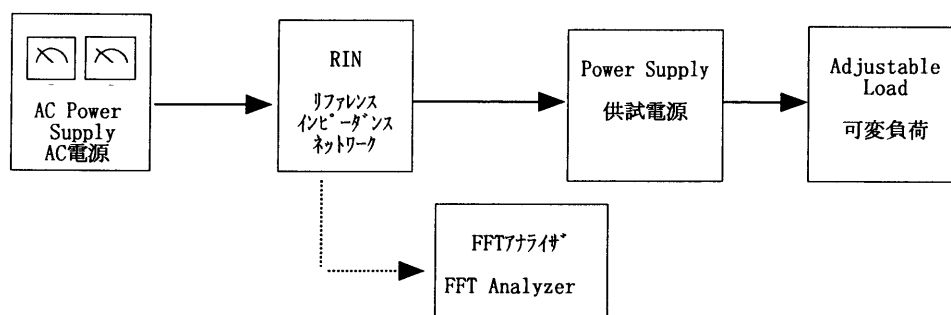 AC Power
Supply
AC電源
RIN
リファレンス
インピーダンス
ネットワーク
Power Supply
供試電源
Adjustable
Load
可変負荷
FFTアナライザ
FFT Analyzer